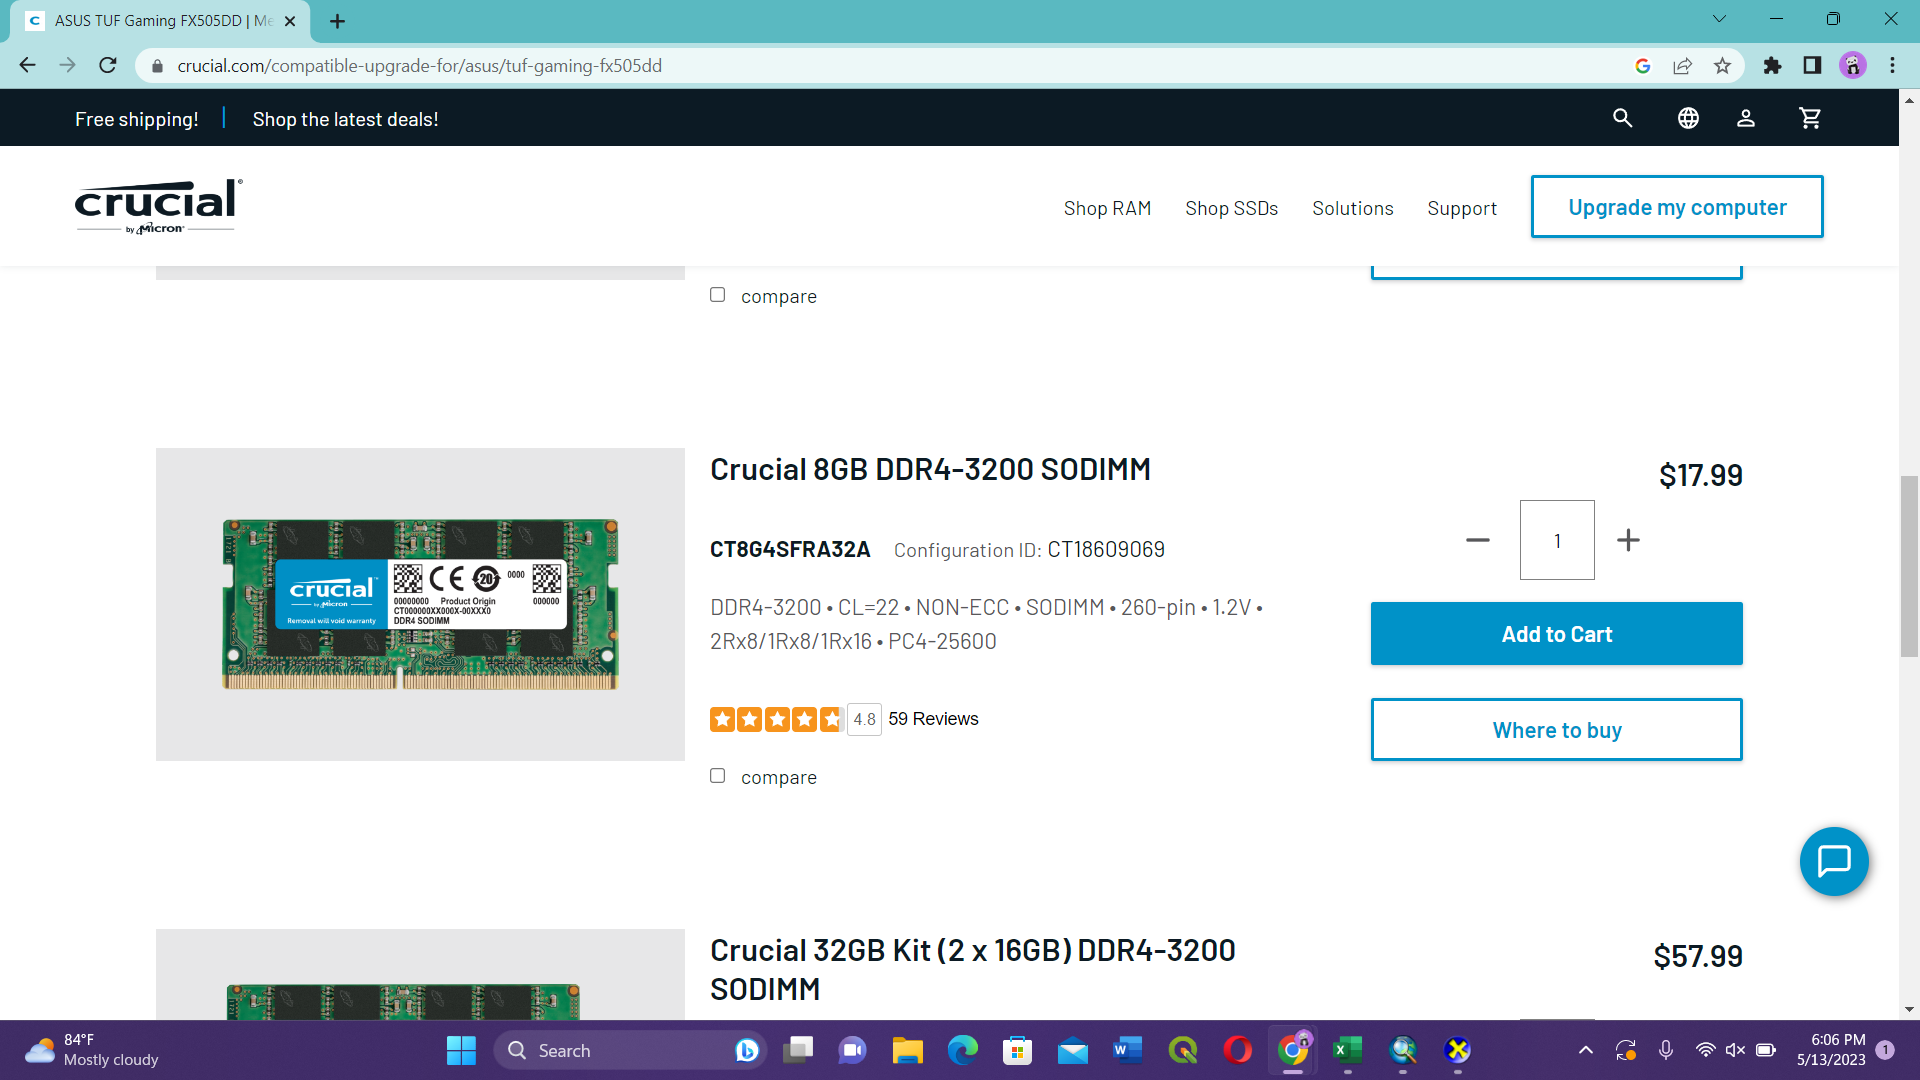 ASUS TUF Gaming FX505DD | Me
crucial.com/compatible-upgrade-for/asus/tuf-gaming-fx505dd
Free shipping! | Shop the latest deals!
crucial
by Micron
Shop RAM Shop SSDs Solutions Support Upgrade my computer
compare
Crucial 8GB DDR4-3200 SODIMM
$17.99
CT8G4SFRA32A Configuration ID: CT18609069
1
DDR4-3200 • CL=22 • NON-ECC • SODIMM • 260-pin • 1.2V •
2Rx8/1Rx8/1Rx16 • PC4-25600
Add to Cart
4.8 59 Reviews
Where to buy
compare
crucial
by Micron
Removal will void warranty
CE 20 0000
00000000 Product Origin 000000
CT000000XX000X-00XXX0
DDR4 SODIMM
Crucial 32GB Kit (2 x 16GB) DDR4-3200
SODIMM
$57.99
84°F
Mostly cloudy
Search
6:06 PM
5/13/2023
1